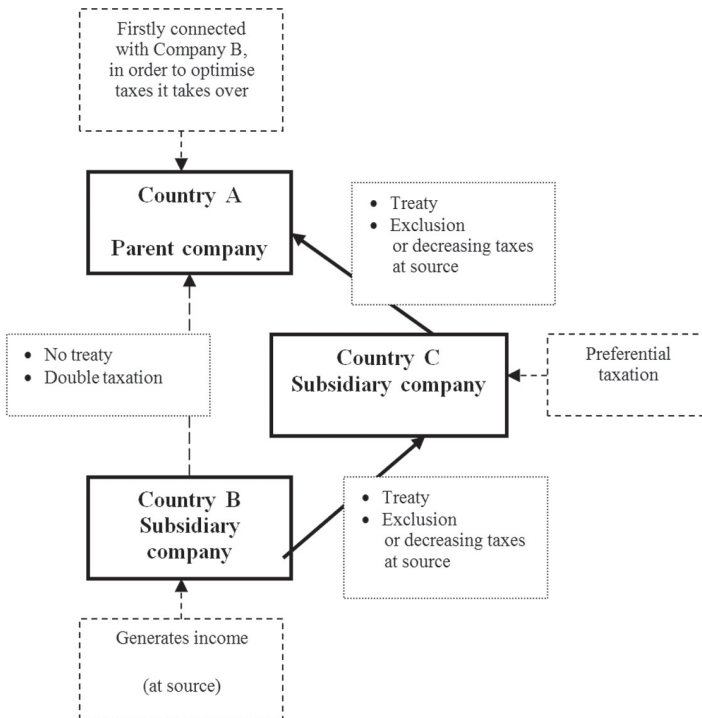 Firstly connected
with Company B,
in order to optimise
taxes it takes over
Country A
Parent company
• Treaty
• Exclusion
or decreasing taxes
at source
• No treaty
• Double taxation
Country C
Subsidiary company
Preferential
taxation
Country B
Subsidiary
company
• Treaty
• Exclusion
or decreasing taxes
at source
Generates income
(at source)